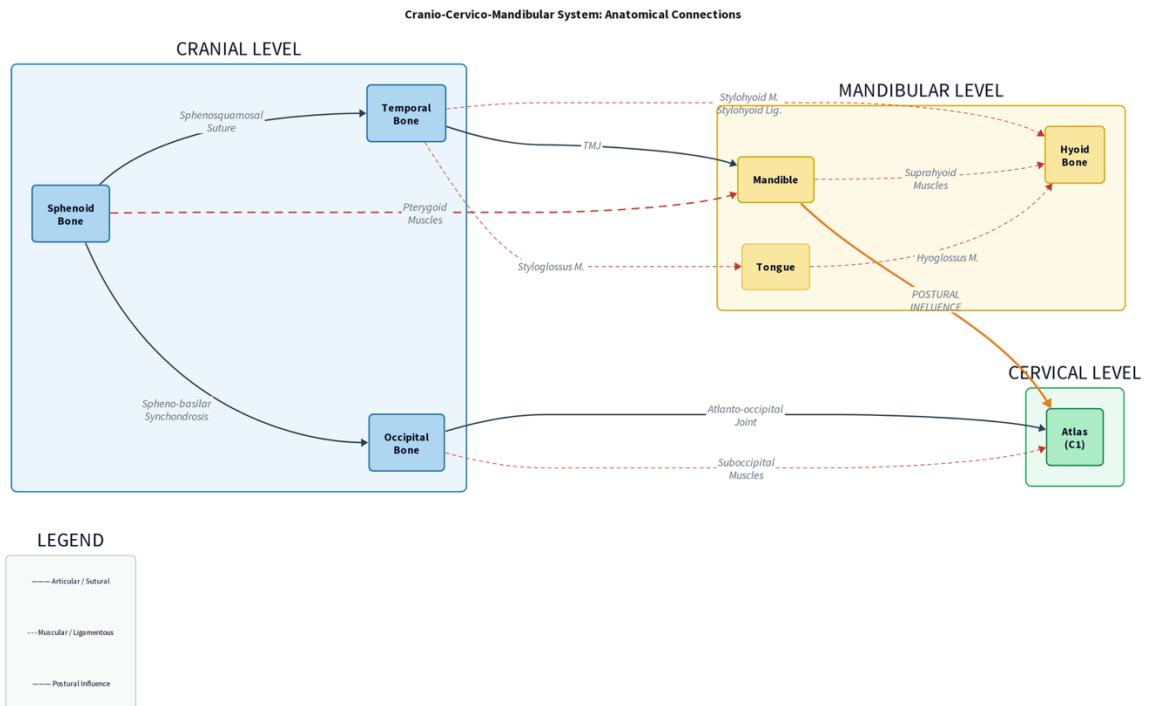 Cranio-Cervico-Mandibular System: Anatomical Connections
CRANIAL LEVEL
MANDIBULAR LEVEL
Temporal
Bone
Stylohyoid M.
Stylohyoid Lig.
Sphenosquamosal
Suture
TMJ
Hyoid
Bone
Mandible
Suprahyoid
Muscles
Sphenoid
Bone
Pterygoid
Muscles
Styloglossus M.
Tongue
Hyoglossus M.
POSTURAL
INFLUENCE
CERVICAL LEVEL
Spheno-basilar
Synchondrosis
Occipital
Bone
Atlanto-occipital
Joint
Atlas
(C1)
Suboccipital
Muscles
LEGEND
——— Articular / Sutural
--- Muscular / Ligamentous
——— Postural Influence